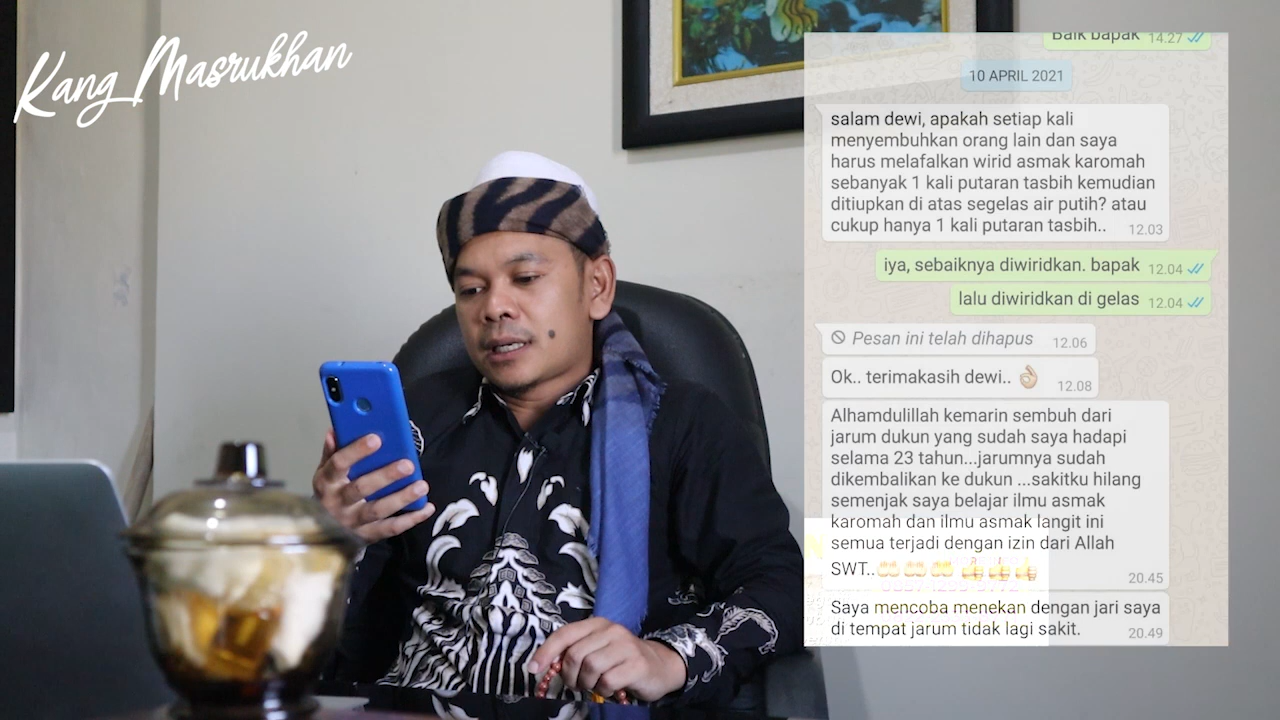 Kang Masrukhan
Baik bapak 14.27
10 APRIL 2021
salam dewi, apakah setiap kali
menyembuhkan orang lain dan saya
harus melafalkan wirid asmak karomah
sebanyak 1 kali putaran tasbih kemudian
ditiupkan di atas segelas air putih? atau
cukup hanya 1 kali putaran tasbih.. 12.03
iya, sebaiknya diwiridkan. bapak 12.04
lalu diwiridkan di gelas 12.04
Pesan ini telah dihapus 12.06
Ok.. terimakasih dewi.. 👌🏼 12.08
Alhamdulillah kemarin sembuh dari
jarum dukun yang sudah saya hadapi
selama 23 tahun...jarumnya sudah
dikembalikan ke dukun ...sakitku hilang
semenjak saya belajar ilmu asmak
karomah dan ilmu asmak langit ini
semua terjadi dengan izin dari Allah
SWT.. 20.45
Saya mencoba menekan dengan jari saya
di tempat jarum tidak lagi sakit. 20.49